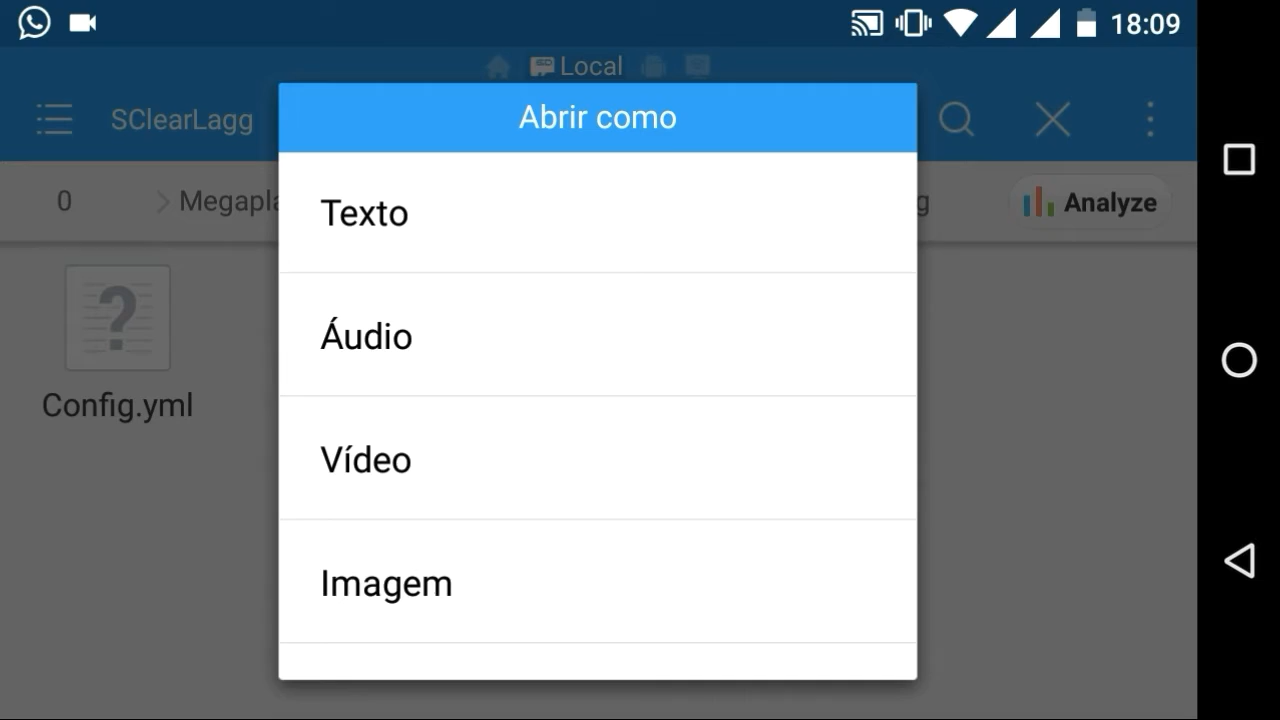 18:09
Local
SClearLagg
Abrir como
0
Megapla
g
Analyze
Texto
Áudio
Vídeo
Imagem
Config.yml